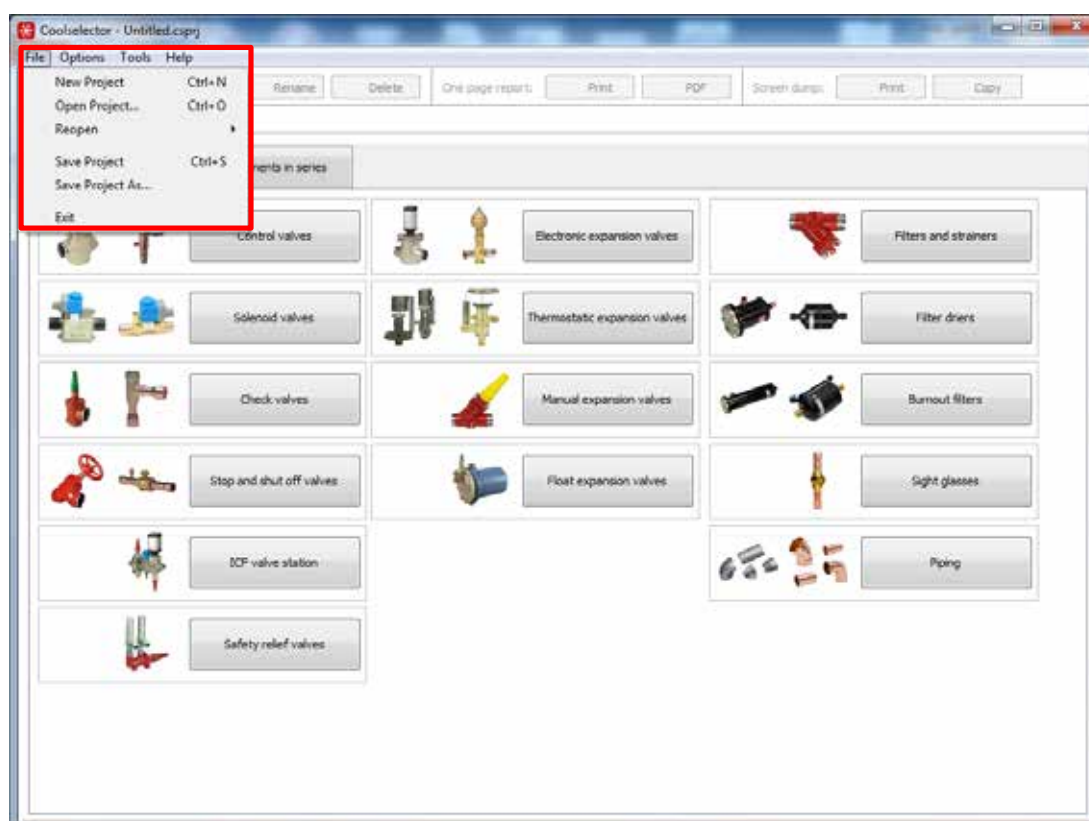 Coolselector - Untitled.csprj
File Options Tools Help
New Project Ctrl+N
Open Project... Ctrl+O
Reopen
Save Project Ctrl+S
Save Project As...
Exit
Rename Delete One page report: Print PDF Screen dump: Print Copy
nents in series
Control valves Electronic expansion valves Filters and strainers
Solenoid valves Thermostatic expansion valves Filter driers
Check valves Manual expansion valves Burnout filters
Stop and shut off valves Float expansion valves Sight glasses
ICF valve station Piping
Safety relief valves